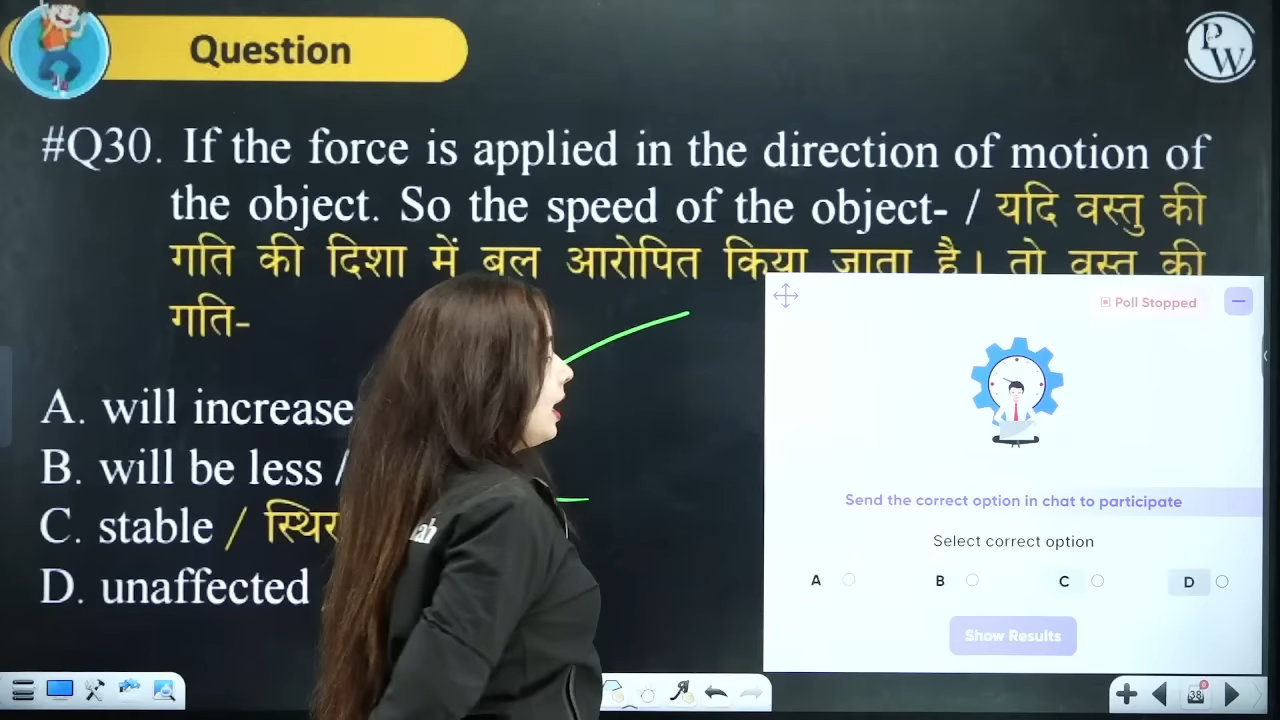 Question
PW
#Q30. If the force is applied in the direction of motion of
the object. So the speed of the object- / यदि वस्तु की
गति की दिशा में बल आरोपित किया जाता है। तो वस्तु की
गति-
Poll Stopped
A. will increase
B. will be less /
C. stable / स्थिर
D. unaffected
Send the correct option in chat to participate
Select correct option
A
B
C
D
Show Results
38